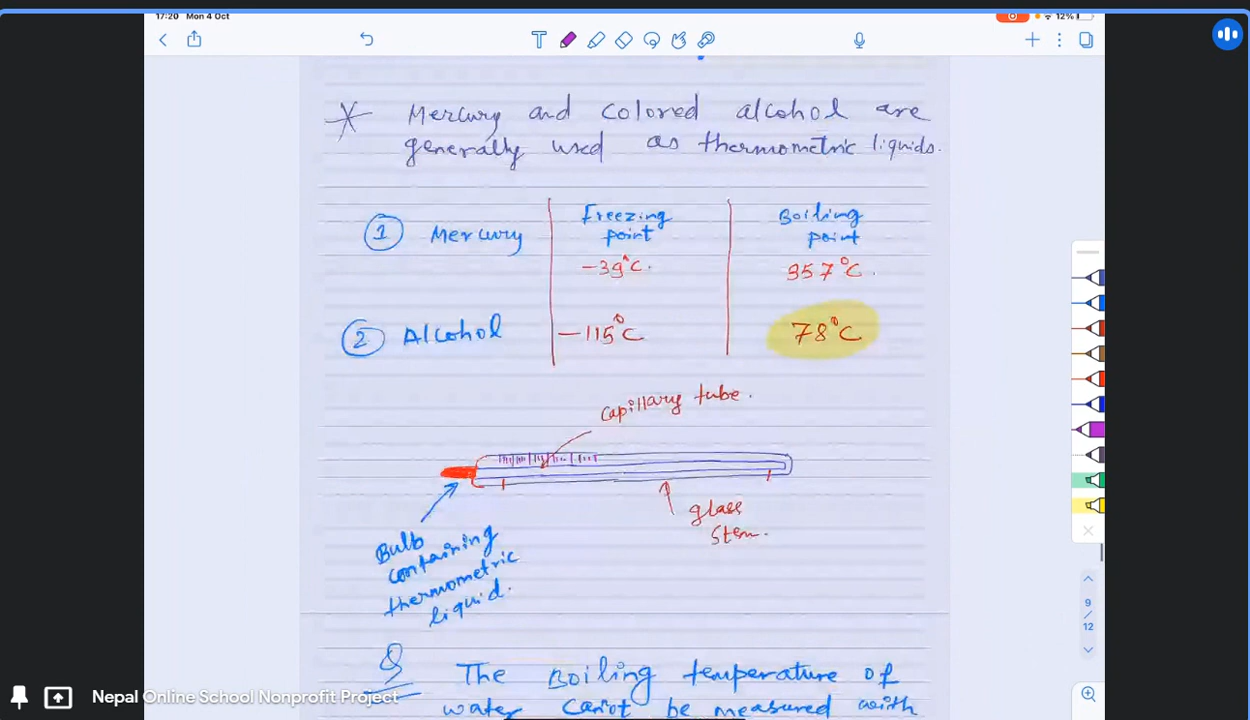 17:20 Mon 4 Oct
12%
* Mercury and colored alcohol are
generally used as thermometric liquids.
Freezing
point
Boiling
point
① Mercury
-39°C.
357°C.
② Alcohol
-115°C
78°C
capillary tube.
glass
stem.
Bulb
containing
thermometric
liquid.
9
/
12
Q The Boiling temperature of
water cannot be measured with
Nepal Online School Nonprofit Project